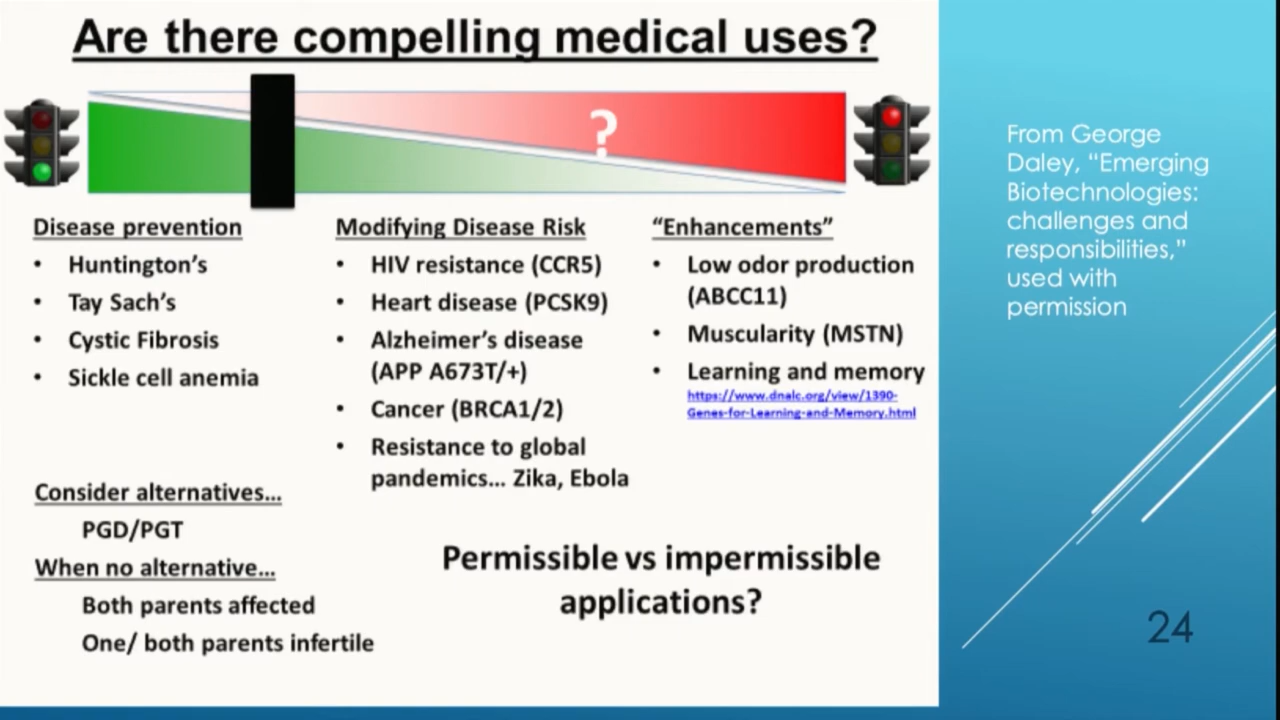 Are there compelling medical uses?
?
Disease prevention
• Huntington's
• Tay Sach's
• Cystic Fibrosis
• Sickle cell anemia
Modifying Disease Risk
• HIV resistance (CCR5)
• Heart disease (PCSK9)
• Alzheimer's disease
(APP A673T/+)
• Cancer (BRCA1/2)
• Resistance to global
pandemics... Zika, Ebola
"Enhancements"
• Low odor production
(ABCC11)
• Muscularity (MSTN)
• Learning and memory
https://www.dnalc.org/view/1390-
Genes-for-Learning-and-Memory.html
Consider alternatives...
PGD/PGT
When no alternative...
Both parents affected
One/ both parents infertile
Permissible vs impermissible
applications?
From George
Daley, "Emerging
Biotechnologies:
challenges and
responsibilities,"
used with
permission
24